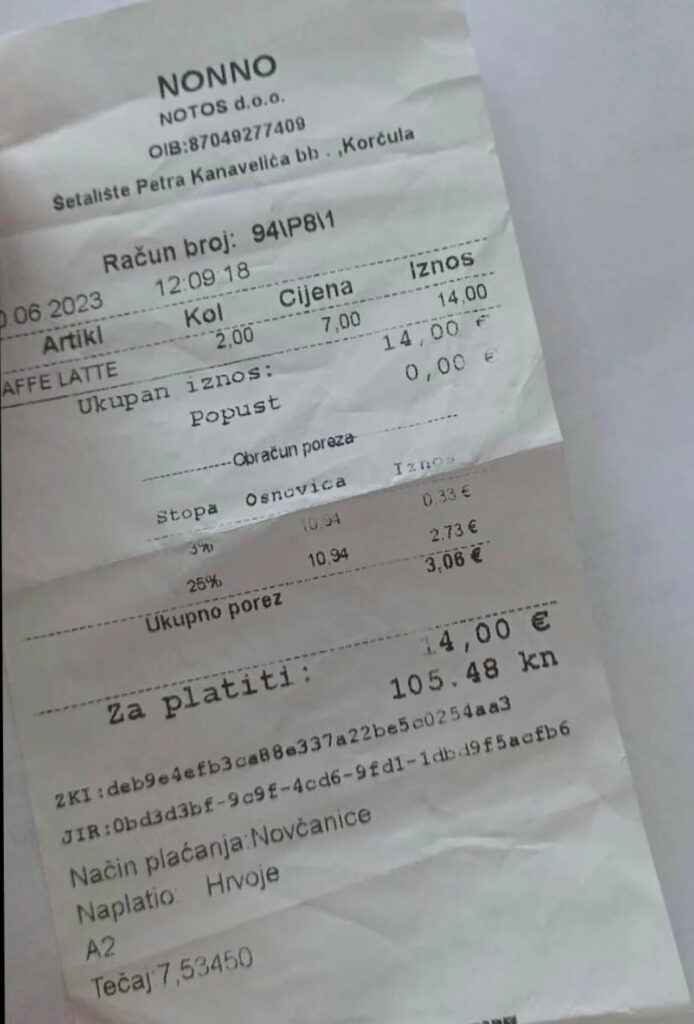 NONNO
NOTOS d.o.o.
OIB:87049277409
Šetalište Petra Kanavelića bb . ,Korčula
Račun broj: 94\P8\1
0.06.2023 12:09:18
Artikl Kol Cijena Iznos
AFFE LATTE 2,00 7,00 14,00
Ukupan iznos: 14,00 €
Popust 0,00 €
Obračun poreza
Stopa Osnovica Iznos
3% 10,94 0,33 €
25% 10,94 2,73 €
Ukupno porez 3,06 €
Za platiti: 14,00 €
105.48 kn
ZKI:deb9e4efb3ca88e337a22be5c0254aa3
JIR:0bd3d3bf-9c9f-4cd6-9fd1-1dbd9f5acfb6
Način plaćanja:Novčanice
Naplatio: Hrvoje
A2
Tečaj:7,53450